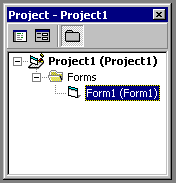 Project - Project1
Project1 (Project1)
Forms
Form1 (Form1)